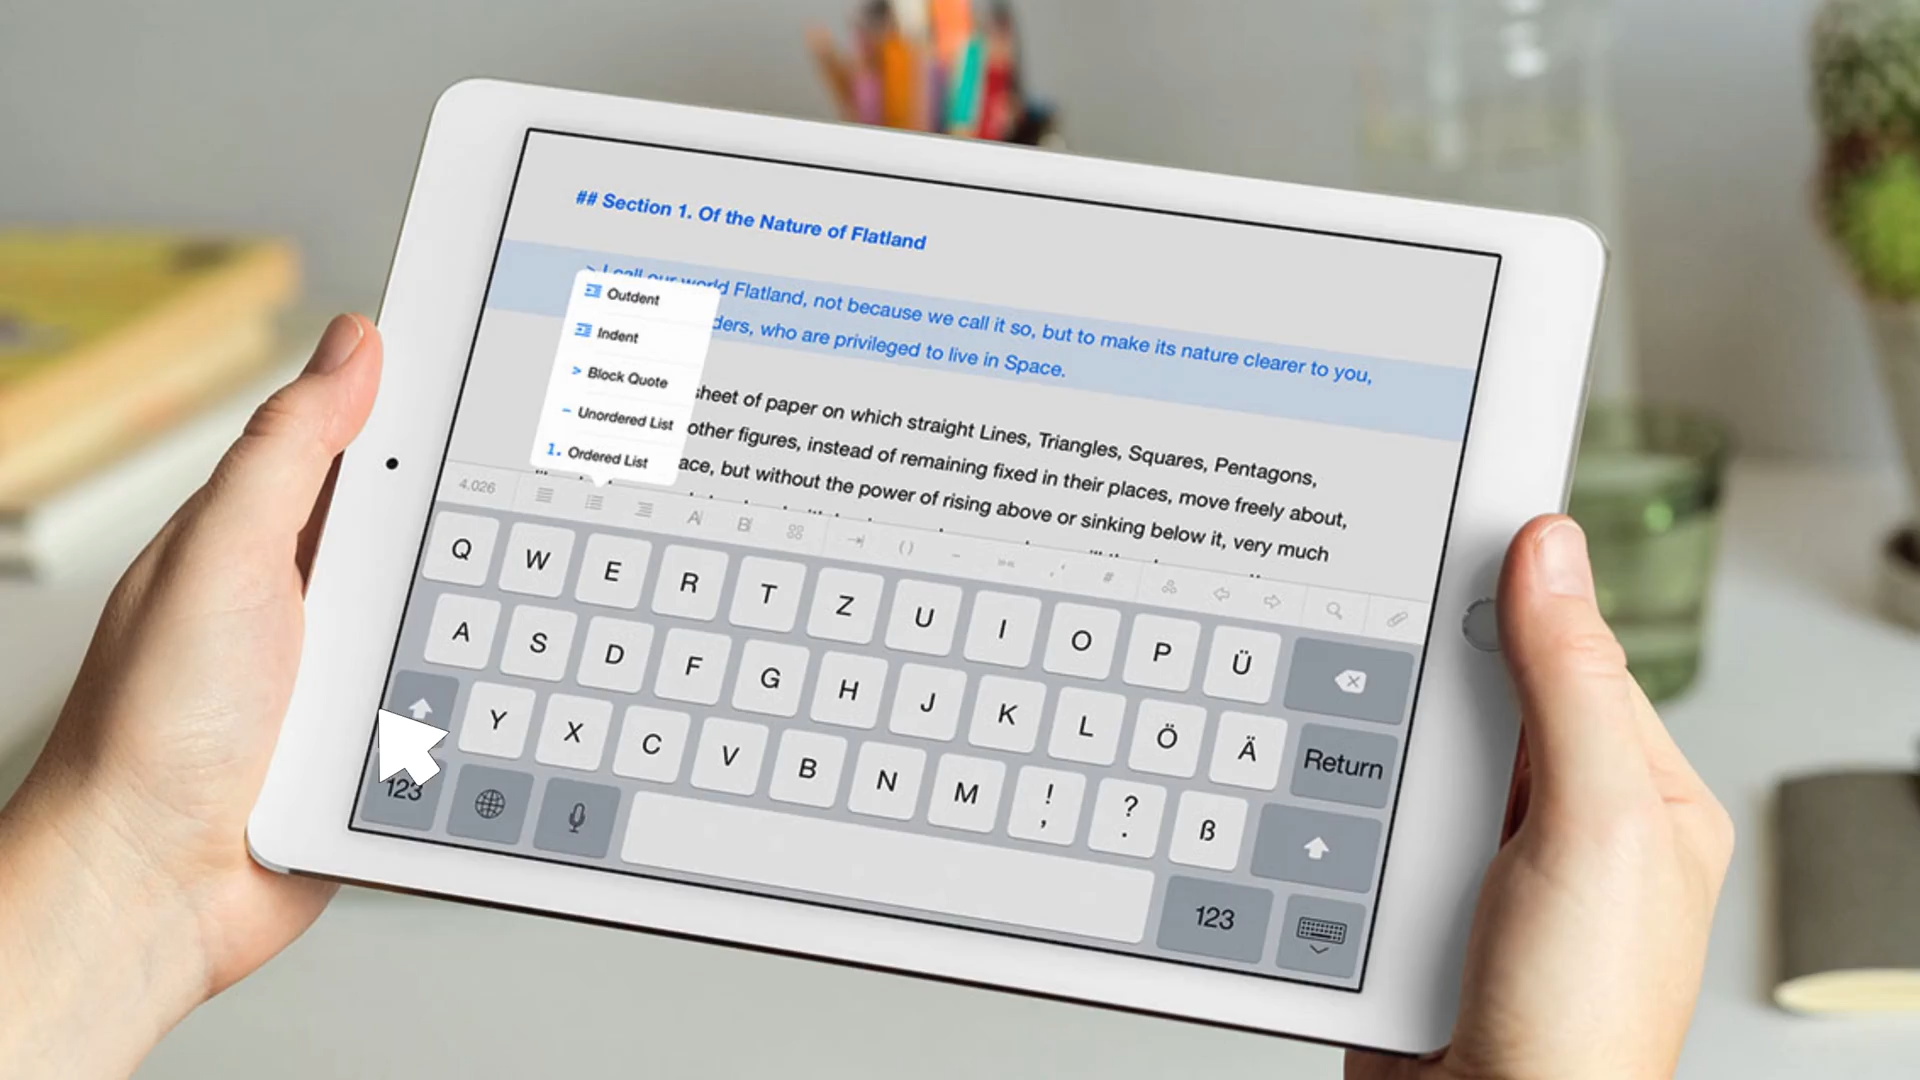 ## Section 1. Of the Nature of Flatland
> I call our world Flatland, not because we call it so, but to make its nature clearer to you,
ders, who are privileged to live in Space.
sheet of paper on which straight Lines, Triangles, Squares, Pentagons,
other figures, instead of remaining fixed in their places, move freely about,
ace, but without the power of rising above or sinking below it, very much
Outdent
Indent
> Block Quote
– Unordered List
1. Ordered List
4.026 A B ( ) - #
Q W E R T Z U I O P Ü
A S D F G H J K L Ö Ä Return
Y X C V B N M ! , ? . ß
123 123